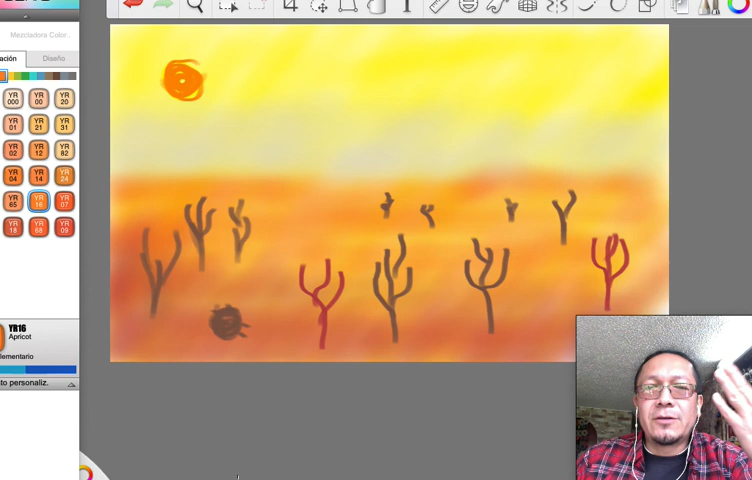 Mezcladora Color...
ación Diseño
YR 000 YR 00 YR 20
YR 01 YR 21 YR 31
YR 02 YR 12 YR 82
YR 04 YR 14 YR 24
YR 65 YR 16 YR 07
YR 18 YR 68 YR 09
YR16
Apricot
lementario
to personaliz.